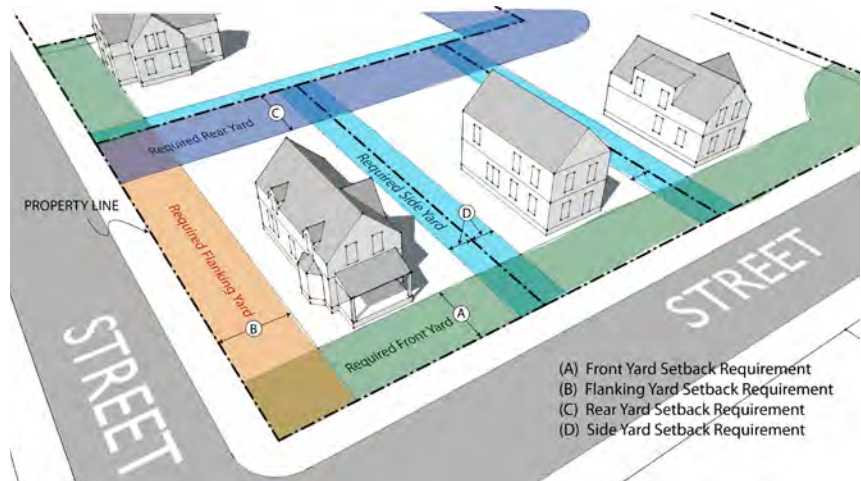 Required Rear Yard
C
PROPERTY LINE
Required Flanking Yard
Required Side Yard
D
B
A
Required Front Yard
STREET
STREET
(A) Front Yard Setback Requirement
(B) Flanking Yard Setback Requirement
(C) Rear Yard Setback Requirement
(D) Side Yard Setback Requirement